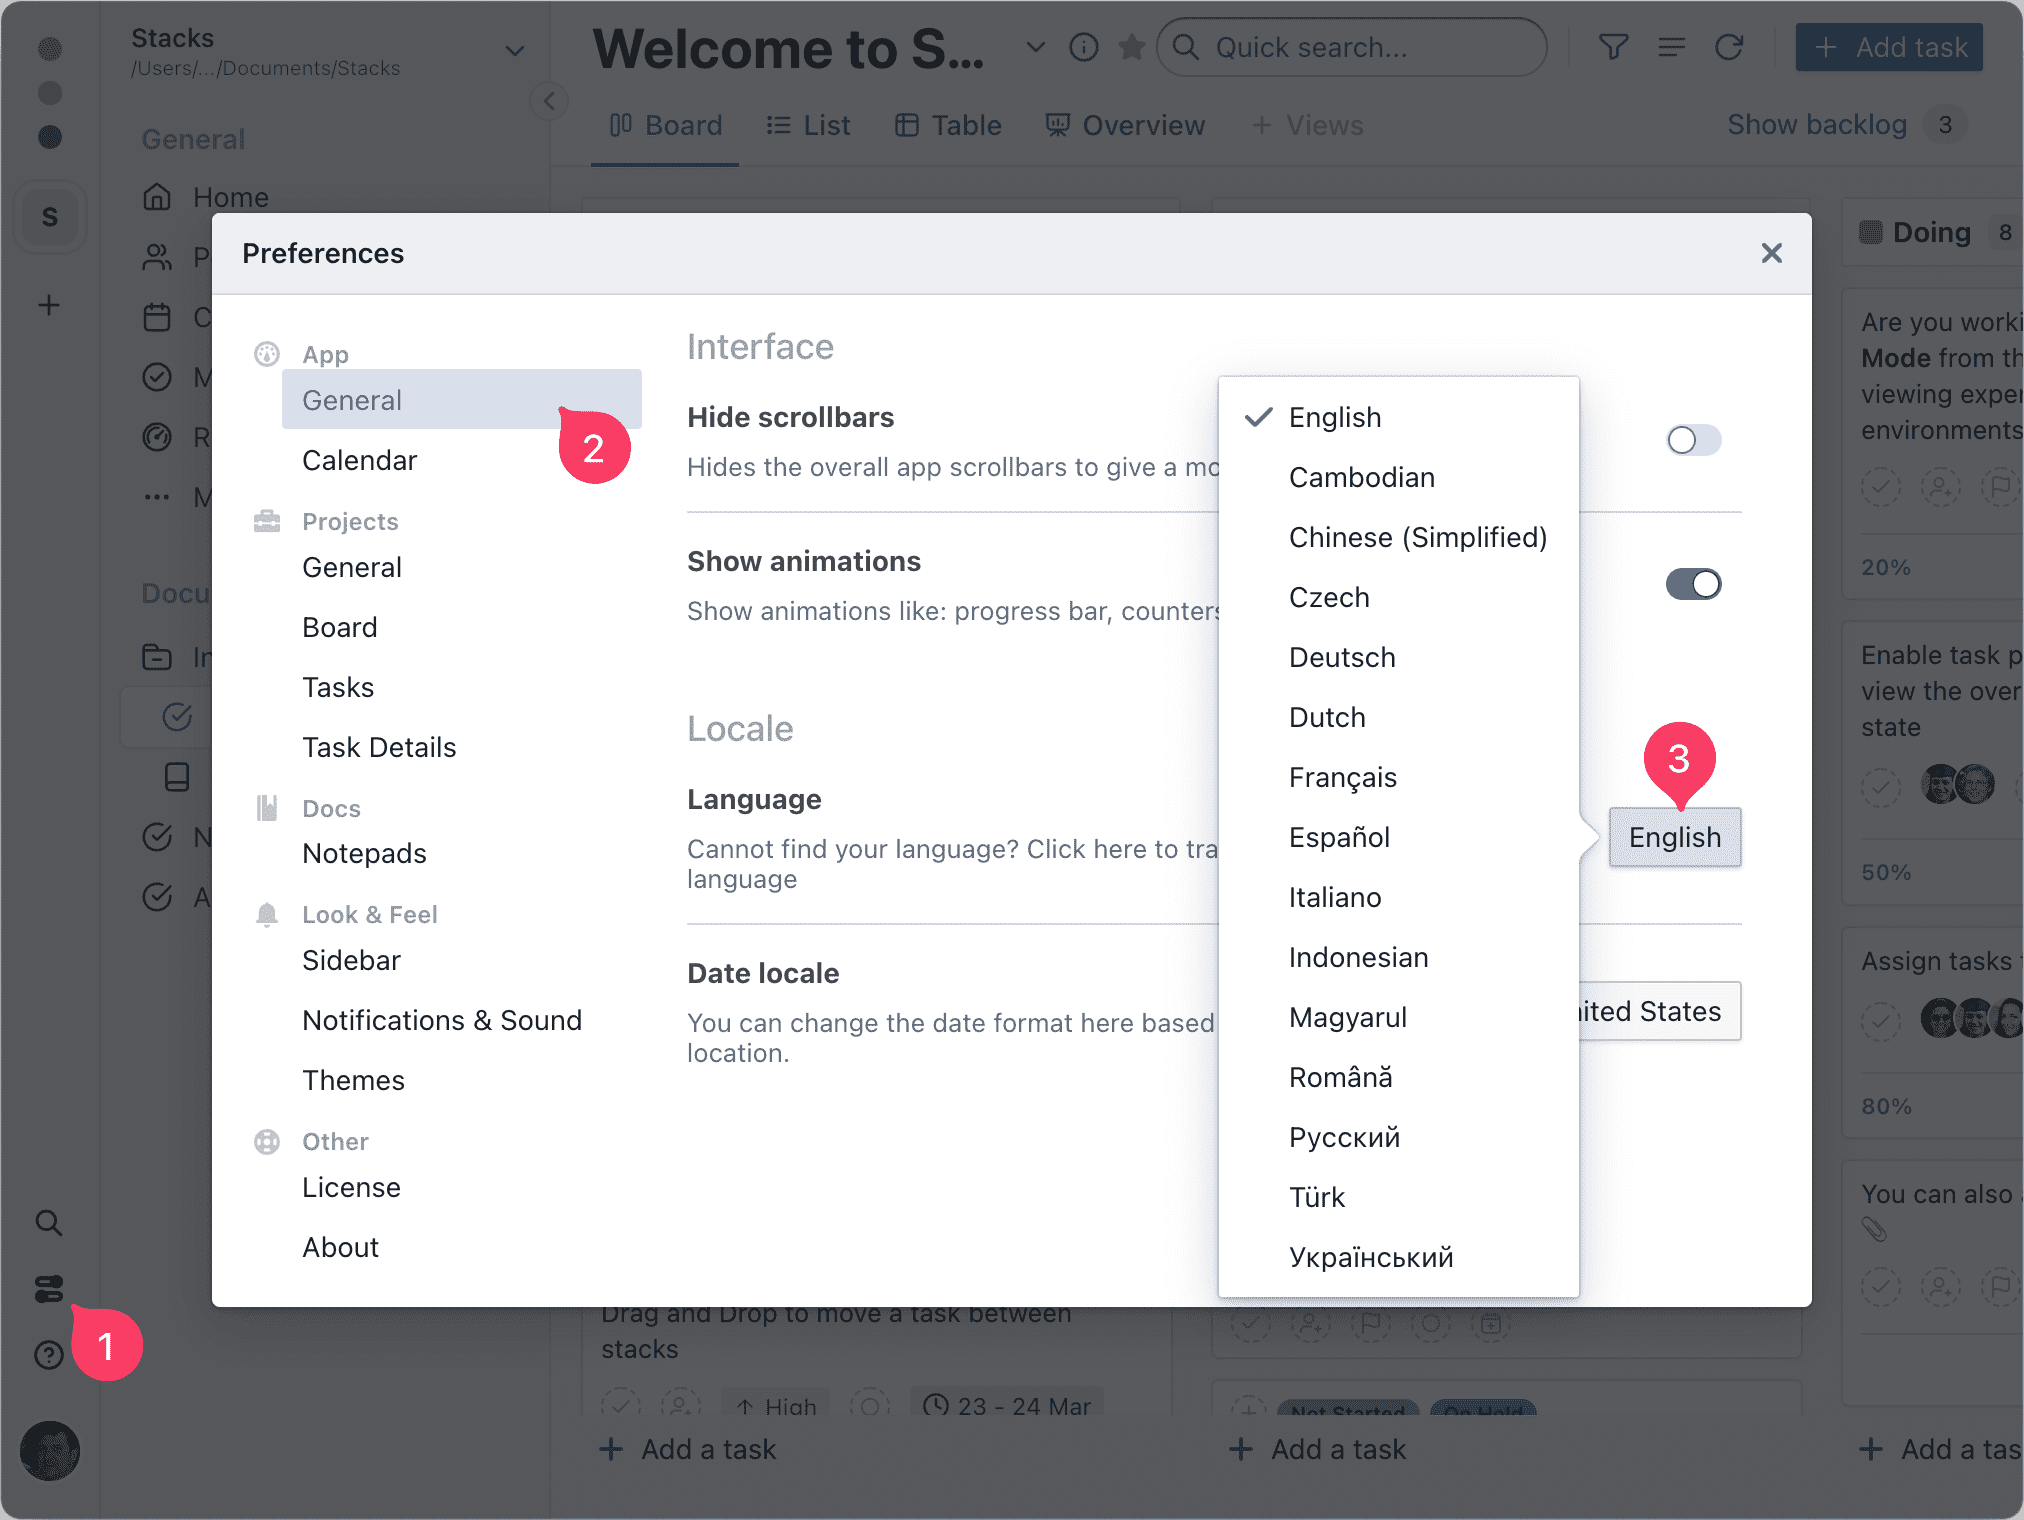 Stacks
/Users/.../Documents/Stacks
Welcome to S...
Quick search...
Add task
Board
List
Table
Overview
Views
Show backlog
3
General
S
Home
P
C
M
R
M
Docu
In
N
A
Preferences
App
General
Calendar
Projects
General
Board
Tasks
Task Details
Docs
Notepads
Look & Feel
Sidebar
Notifications & Sound
Themes
Other
License
About
Interface
Hide scrollbars
Hides the overall app scrollbars to give a mo
Show animations
Show animations like: progress bar, counters
Locale
Language
Cannot find your language? Click here to tra
language
Date locale
You can change the date format here based
location.
English
Cambodian
Chinese (Simplified)
Czech
Deutsch
Dutch
Français
Español
Italiano
Indonesian
Magyarul
Română
Русский
Türk
Український
English
ited States
1
2
3
Doing
8
Are you worki
Mode from th
viewing exper
environments
20%
Enable task p
view the over
state
50%
Assign tasks
80%
You can also
Drag and Drop to move a task between
stacks
High
23 - 24 Mar
Add a task
Not Started
On Hold
Add a task
Add a tas